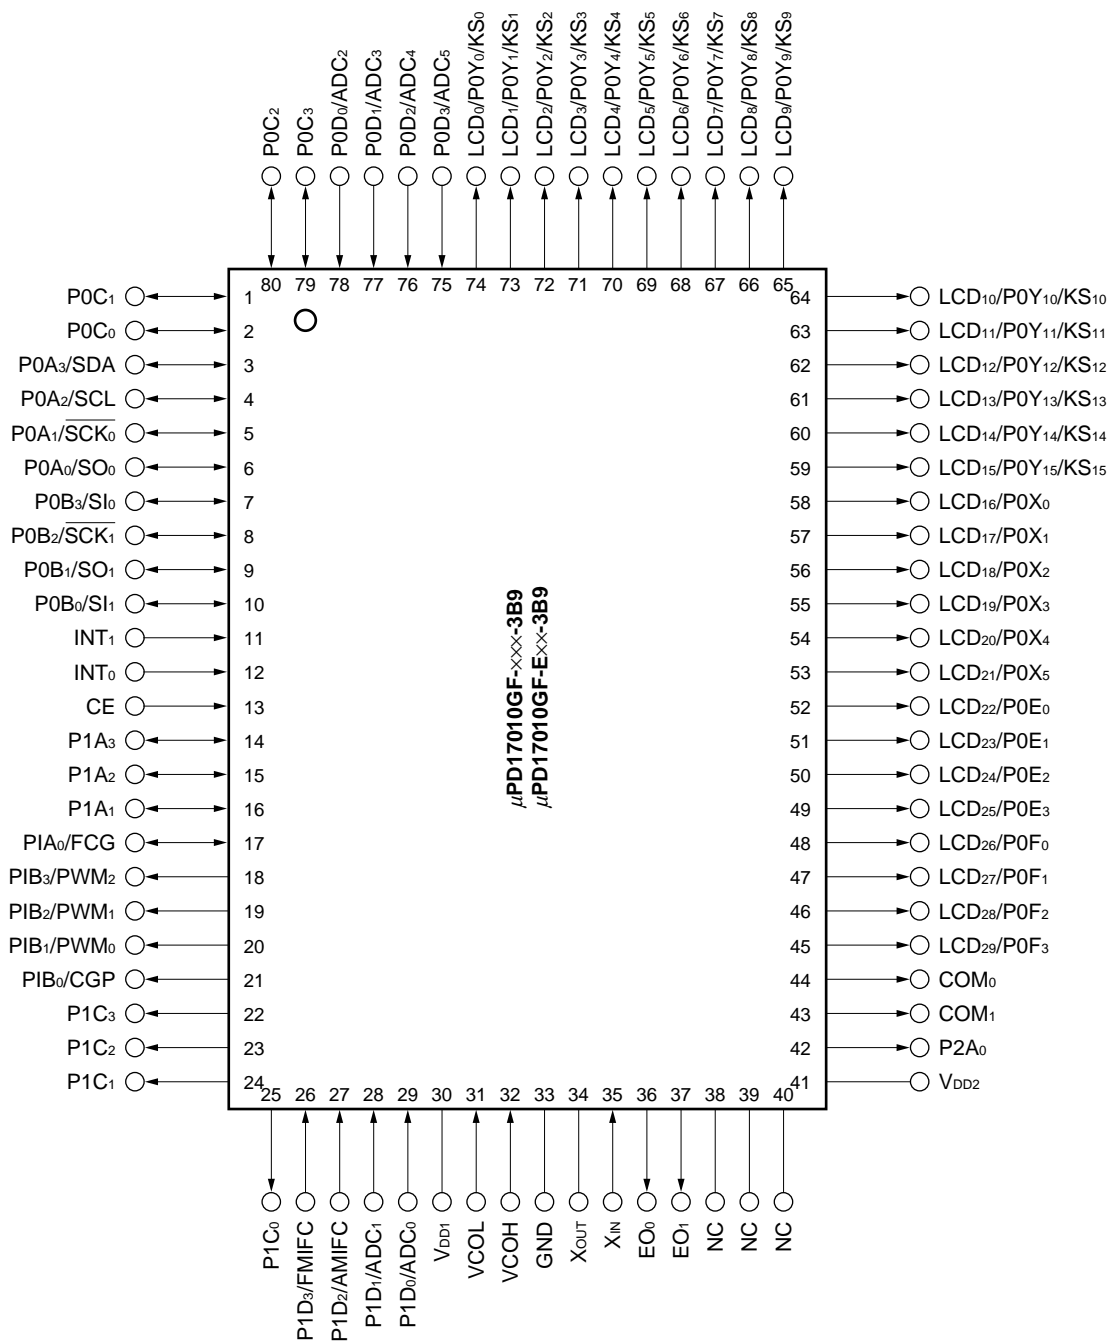 P0C₂
P0C₃
P0D₀/ADC₂
P0D₁/ADC₃
P0D₂/ADC₄
P0D₃/ADC₅
LCD₀/P0Y₀/KS₀
LCD₁/P0Y₁/KS₁
LCD₂/P0Y₂/KS₂
LCD₃/P0Y₃/KS₃
LCD₄/P0Y₄/KS₄
LCD₅/P0Y₅/KS₅
LCD₆/P0Y₆/KS₆
LCD₇/P0Y₇/KS₇
LCD₈/P0Y₈/KS₈
LCD₉/P0Y₉/KS₉
80 79 78 77 76 75 74 73 72 71 70 69 68 67 66 65
P0C₁ 1
P0C₀ 2
P0A₃/SDA 3
P0A₂/SCL 4
P0A₁/S̅C̅K̅₀̅ 5
P0A₀/SO₀ 6
P0B₃/SI₀ 7
P0B₂/S̅C̅K̅₁̅ 8
P0B₁/SO₁ 9
P0B₀/SI₁ 10
INT₁ 11
INT₀ 12
CE 13
P1A₃ 14
P1A₂ 15
P1A₁ 16
PIA₀/FCG 17
PIB₃/PWM₂ 18
PIB₂/PWM₁ 19
PIB₁/PWM₀ 20
PIB₀/CGP 21
P1C₃ 22
P1C₂ 23
P1C₁ 24
µPD17010GF-×××-3B9
µPD17010GF-E××-3B9
64 LCD₁₀/P0Y₁₀/KS₁₀
63 LCD₁₁/P0Y₁₁/KS₁₁
62 LCD₁₂/P0Y₁₂/KS₁₂
61 LCD₁₃/P0Y₁₃/KS₁₃
60 LCD₁₄/P0Y₁₄/KS₁₄
59 LCD₁₅/P0Y₁₅/KS₁₅
58 LCD₁₆/P0X₀
57 LCD₁₇/P0X₁
56 LCD₁₈/P0X₂
55 LCD₁₉/P0X₃
54 LCD₂₀/P0X₄
53 LCD₂₁/P0X₅
52 LCD₂₂/P0E₀
51 LCD₂₃/P0E₁
50 LCD₂₄/P0E₂
49 LCD₂₅/P0E₃
48 LCD₂₆/P0F₀
47 LCD₂₇/P0F₁
46 LCD₂₈/P0F₂
45 LCD₂₉/P0F₃
44 COM₀
43 COM₁
42 P2A₀
41 VDD2
25 26 27 28 29 30 31 32 33 34 35 36 37 38 39 40
P1C₀
P1D₃/FMIFC
P1D₂/AMIFC
P1D₁/ADC₁
P1D₀/ADC₀
VDD1
VCOL
VCOH
GND
XOUT
XIN
EO₀
EO₁
NC
NC
NC